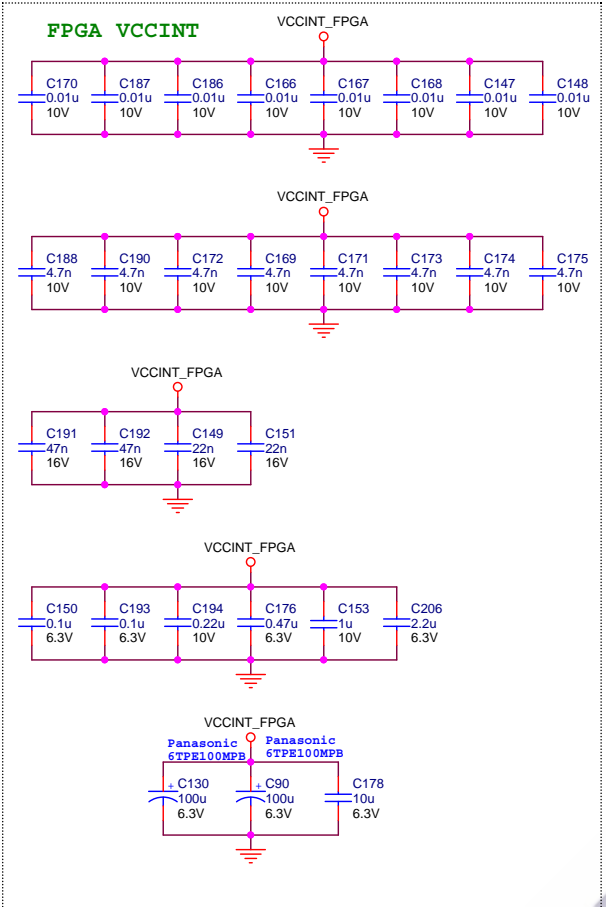 FPGA VCCINT
VCCINT_FPGA
C170 C187 C186 C166 C167 C168 C147 C148
0.01u 0.01u 0.01u 0.01u 0.01u 0.01u 0.01u 0.01u
10V 10V 10V 10V 10V 10V 10V 10V
VCCINT_FPGA
C188 C190 C172 C169 C171 C173 C174 C175
4.7n 4.7n 4.7n 4.7n 4.7n 4.7n 4.7n 4.7n
10V 10V 10V 10V 10V 10V 10V 10V
VCCINT_FPGA
C191 C192 C149 C151
47n 47n 22n 22n
16V 16V 16V 16V
VCCINT_FPGA
C150 C193 C194 C176 C153 C206
0.1u 0.1u 0.22u 0.47u 1u 2.2u
6.3V 6.3V 10V 6.3V 10V 6.3V
VCCINT_FPGA
Panasonic Panasonic
6TPE100MPB 6TPE100MPB
+ C130 + C90 C178
100u 100u 10u
6.3V 6.3V 6.3V